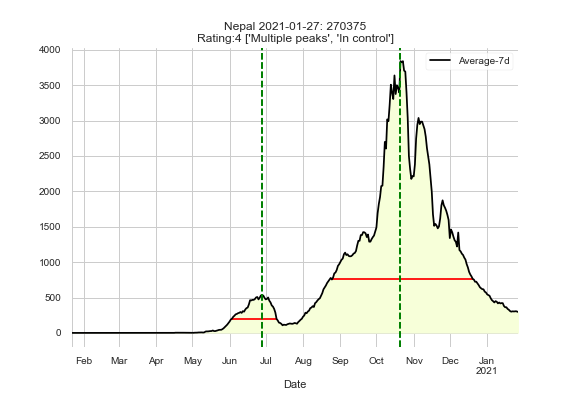 Nepal 2021-01-27: 270375
Rating:4 ['Multiple peaks', 'In control']
Average-7d
4000
3500
3000
2500
2000
1500
1000
500
0
Feb Mar Apr May Jun Jul Aug Sep Oct Nov Dec Jan
2021
Date